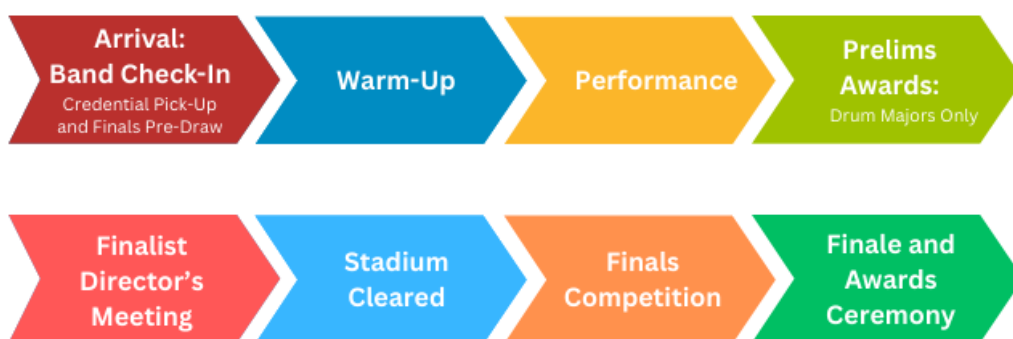 Arrival:
Band Check-In
Credential Pick-Up
and Finals Pre-Draw
Warm-Up
Performance
Prelims
Awards:
Drum Majors Only
Finalist
Director’s
Meeting
Stadium
Cleared
Finals
Competition
Finale and
Awards
Ceremony